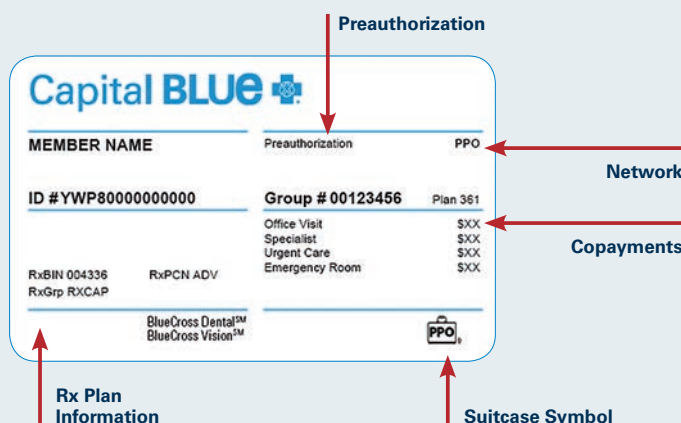 Preauthorization
Capital BLUE
MEMBER NAME
Preauthorization PPO
Network
ID #YWP80000000000
Group # 00123456 Plan 361
Office Visit $XX
Specialist $XX
Urgent Care $XX
Emergency Room $XX
Copayments
RxBIN 004336 RxPCN ADV
RxGrp RXCAP
BlueCross Dental℠
BlueCross Vision℠
PPO
Rx Plan
Information
Suitcase Symbol